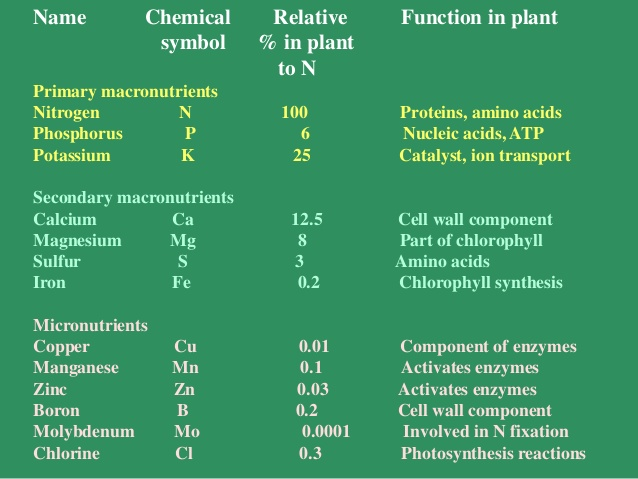 Name Chemical Relative Function in plant
symbol % in plant
to N
Primary macronutrients
Nitrogen N 100 Proteins, amino acids
Phosphorus P 6 Nucleic acids, ATP
Potassium K 25 Catalyst, ion transport
Secondary macronutrients
Calcium Ca 12.5 Cell wall component
Magnesium Mg 8 Part of chlorophyll
Sulfur S 3 Amino acids
Iron Fe 0.2 Chlorophyll synthesis
Micronutrients
Copper Cu 0.01 Component of enzymes
Manganese Mn 0.1 Activates enzymes
Zinc Zn 0.03 Activates enzymes
Boron B 0.2 Cell wall component
Molybdenum Mo 0.0001 Involved in N fixation
Chlorine Cl 0.3 Photosynthesis reactions